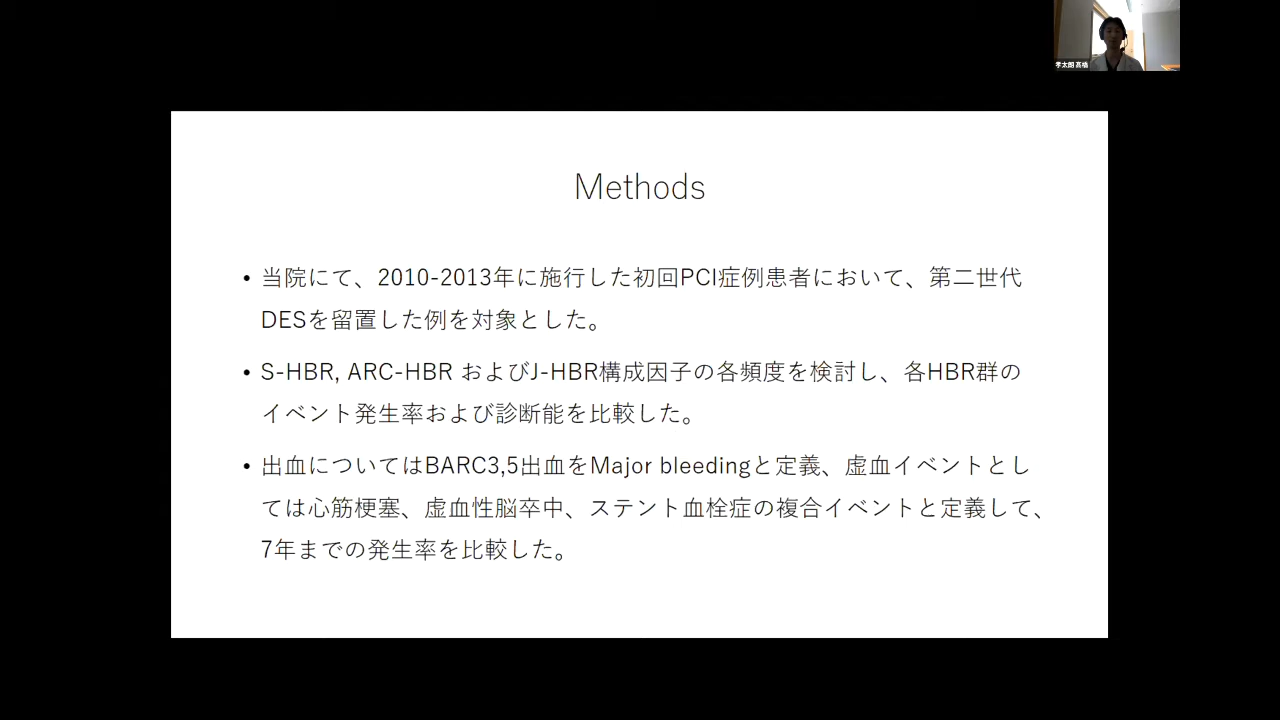 孝太朗 髙橋
Methods
• 当院にて、2010-2013年に施行した初回PCI症例患者において、第二世代
DESを留置した例を対象とした。
• S-HBR, ARC-HBR およびJ-HBR構成因子の各頻度を検討し、各HBR群の
イベント発生率および診断能を比較した。
• 出血についてはBARC3,5出血をMajor bleedingと定義、虚血イベントとし
ては心筋梗塞、虚血性脳卒中、ステント血栓症の複合イベントと定義して、
7年までの発生率を比較した。